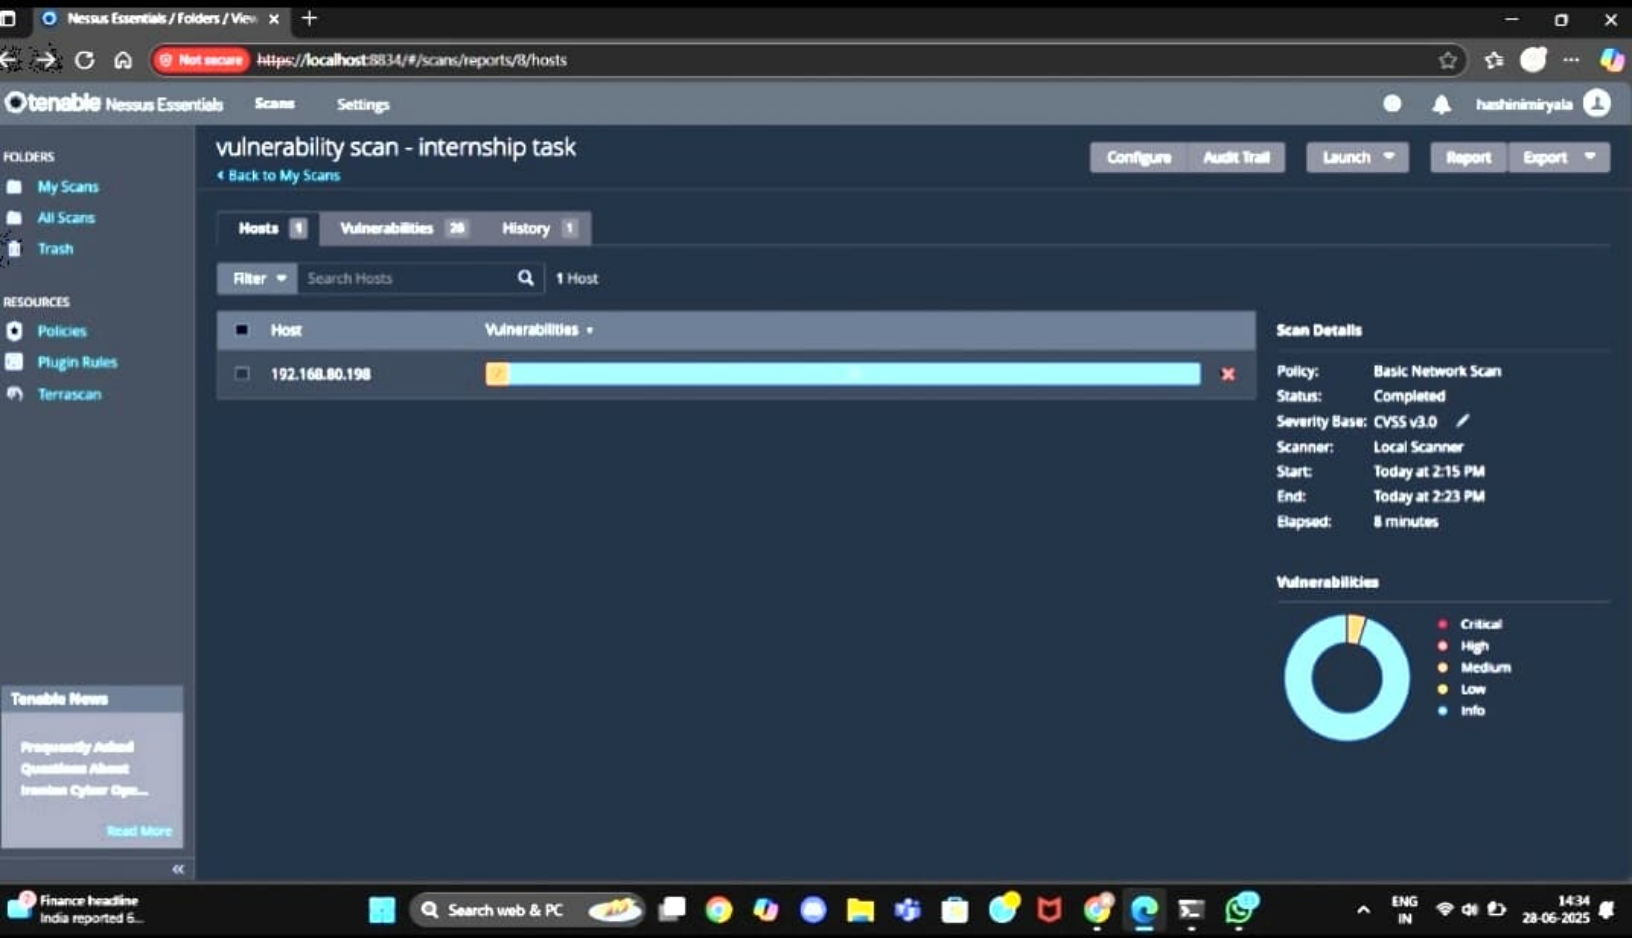 Nessus Essentials / Folders / View
Not secure
https://localhost:8834/#/scans/reports/8/hosts
tenable Nessus Essentials
Scans
Settings
hashinimiryala
FOLDERS
My Scans
All Scans
Trash
RESOURCES
Policies
Plugin Rules
Terrascan
vulnerability scan - internship task
Back to My Scans
Configure
Audit Trail
Launch
Report
Export
Hosts 1
Vulnerabilities
History 1
Filter
Search Hosts
1 Host
Host
Vulnerabilities
192.168.80.198
Scan Details
Policy: Basic Network Scan
Status: Completed
Severity Base: CVSS v3.0
Scanner: Local Scanner
Start: Today at 2:15 PM
End: Today at 2:23 PM
Elapsed: 8 minutes
Vulnerabilities
Critical
High
Medium
Low
Info
Tenable News
Frequently Asked
Questions About
Iranian Cyber Ope...
Read More
Finance headline
India reported 6...
Search web & PC
ENG
IN
14:34
28-06-2025